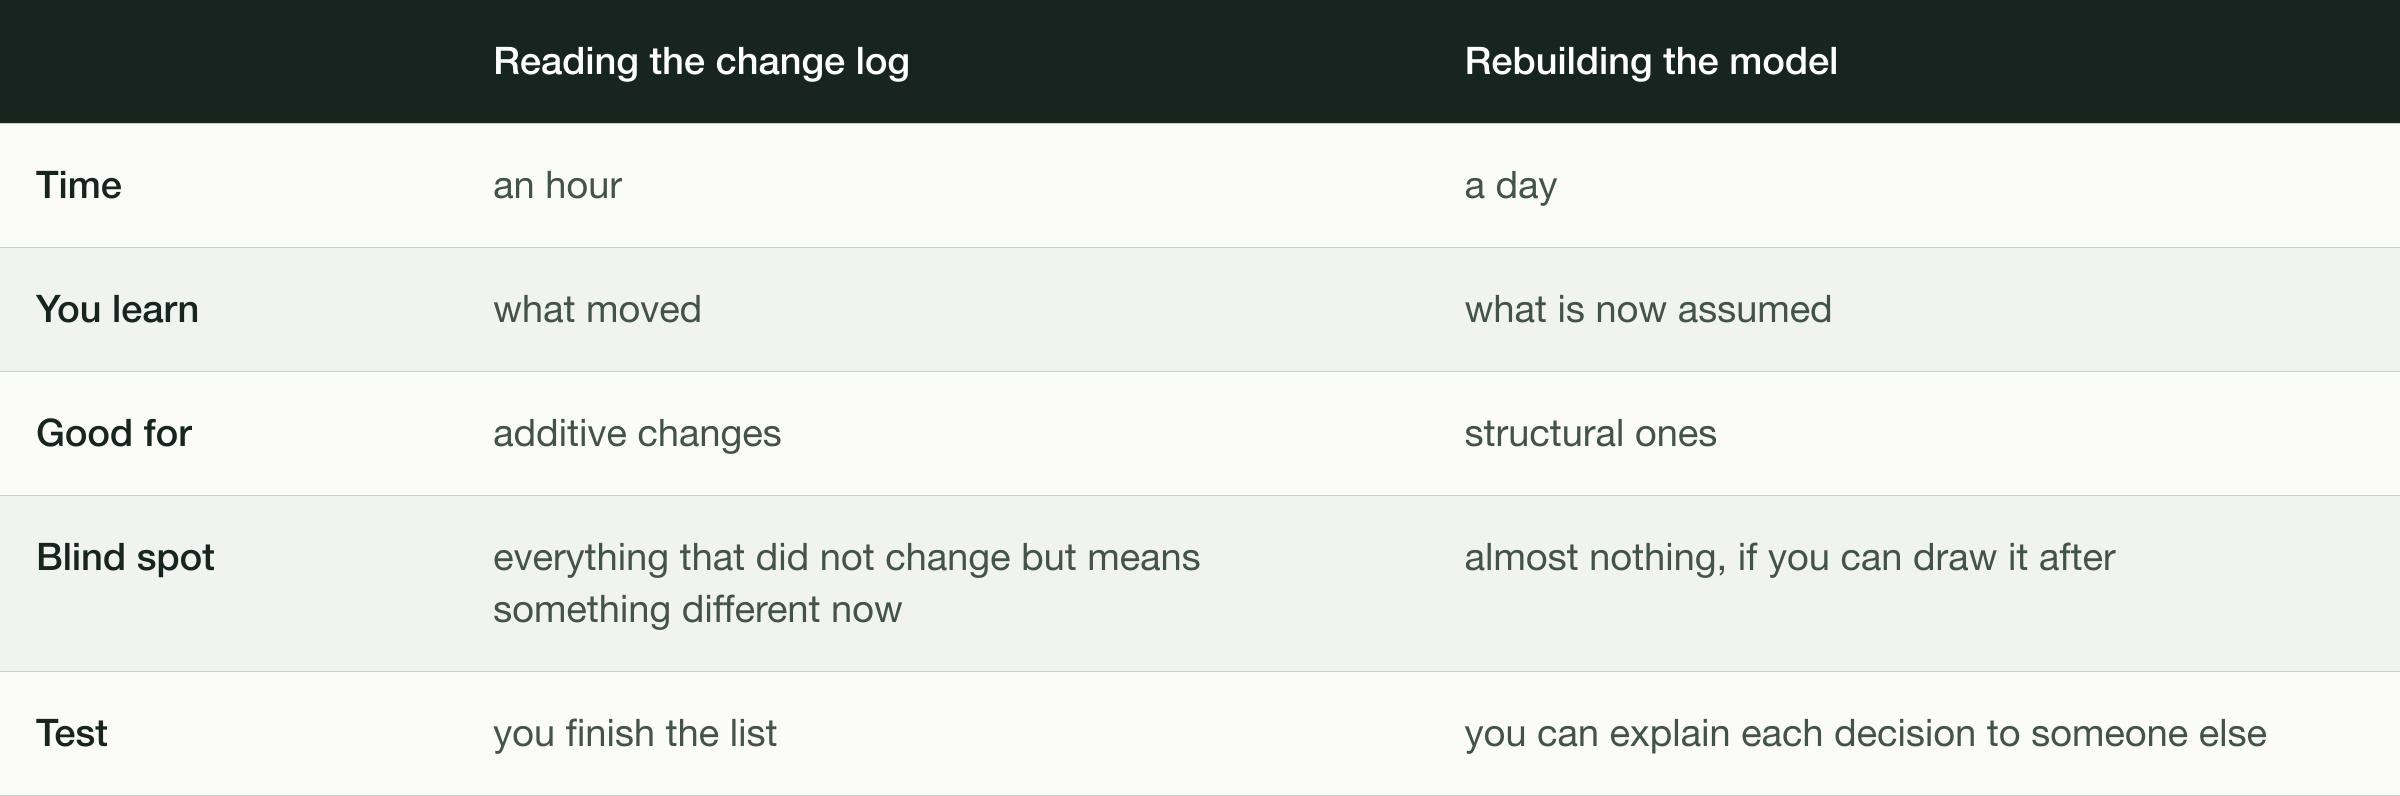 Reading the change log
Rebuilding the model
Time
an hour
a day
You learn
what moved
what is now assumed
Good for
additive changes
structural ones
Blind spot
everything that did not change but means
something different now
almost nothing, if you can draw it after
Test
you finish the list
you can explain each decision to someone else